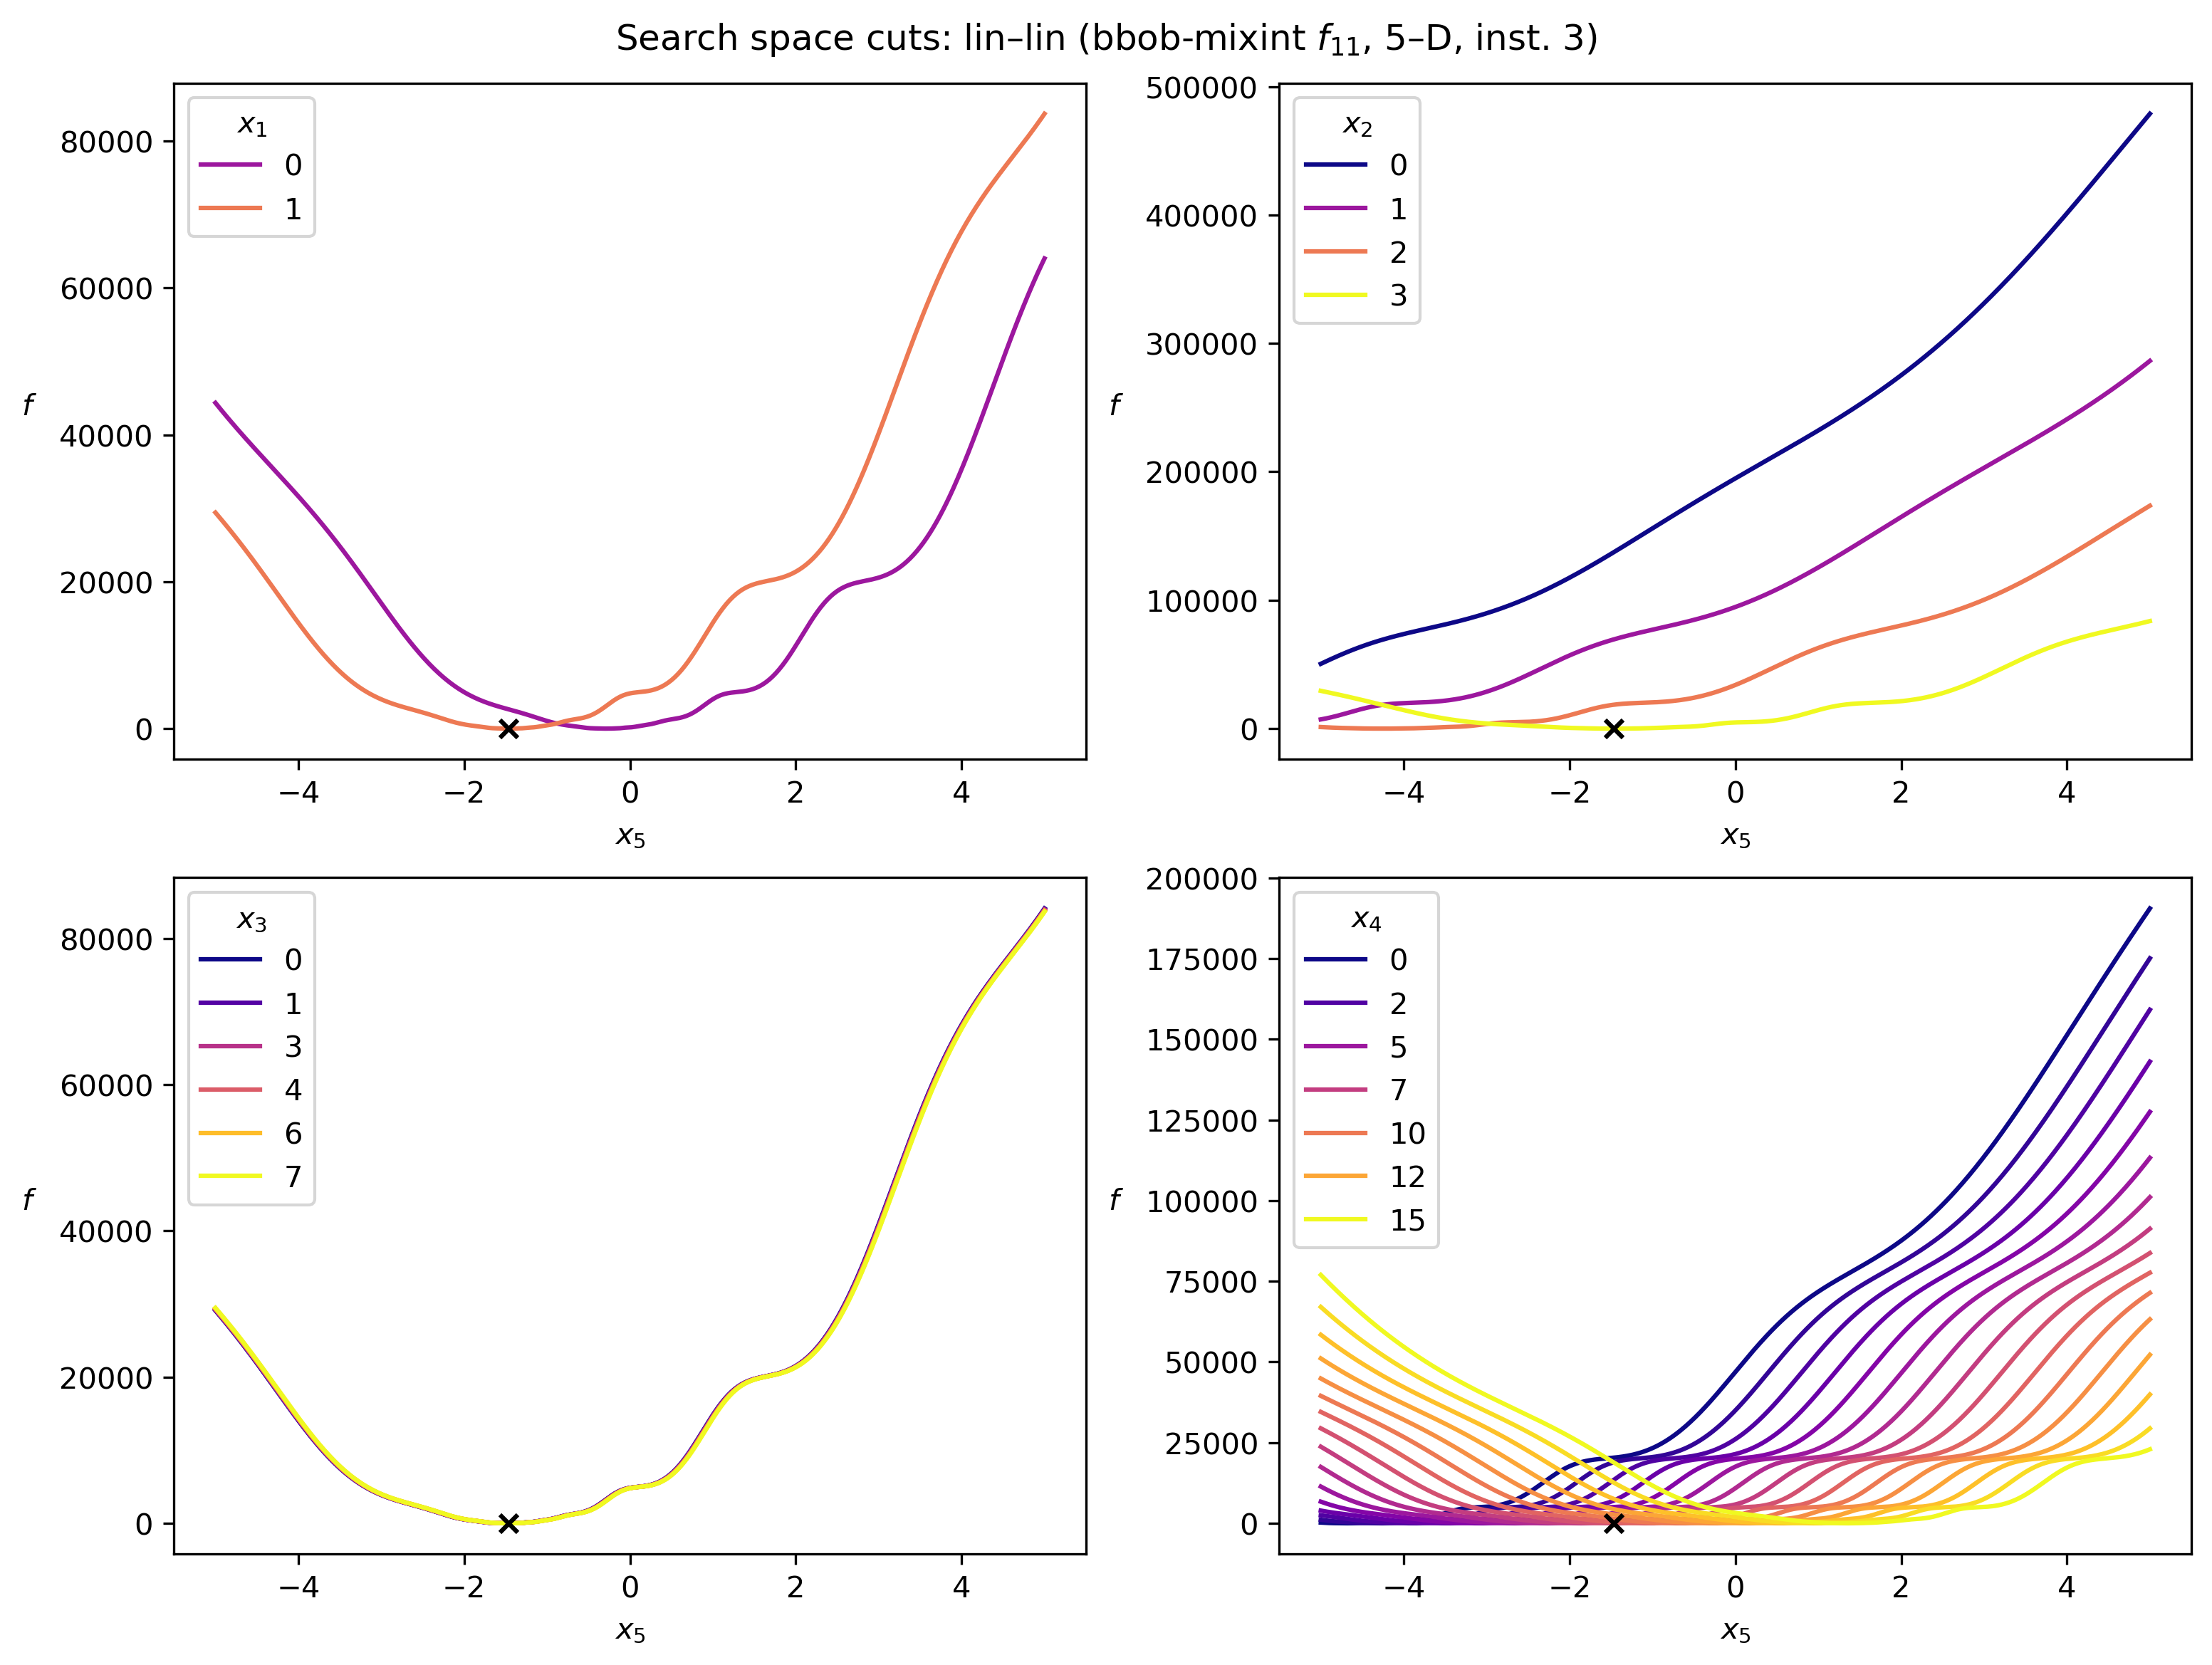 Search space cuts: lin–lin (bbob-mixint f11, 5–D, inst. 3)
x1
0
1
80000
60000
40000
20000
0
f
−4 −2 0 2 4
x5
x2
0
1
2
3
500000
400000
300000
200000
100000
0
f
−4 −2 0 2 4
x5
x3
0
1
3
4
6
7
80000
60000
40000
20000
0
f
−4 −2 0 2 4
x5
x4
0
2
5
7
10
12
15
200000
175000
150000
125000
100000
75000
50000
25000
0
f
−4 −2 0 2 4
x5